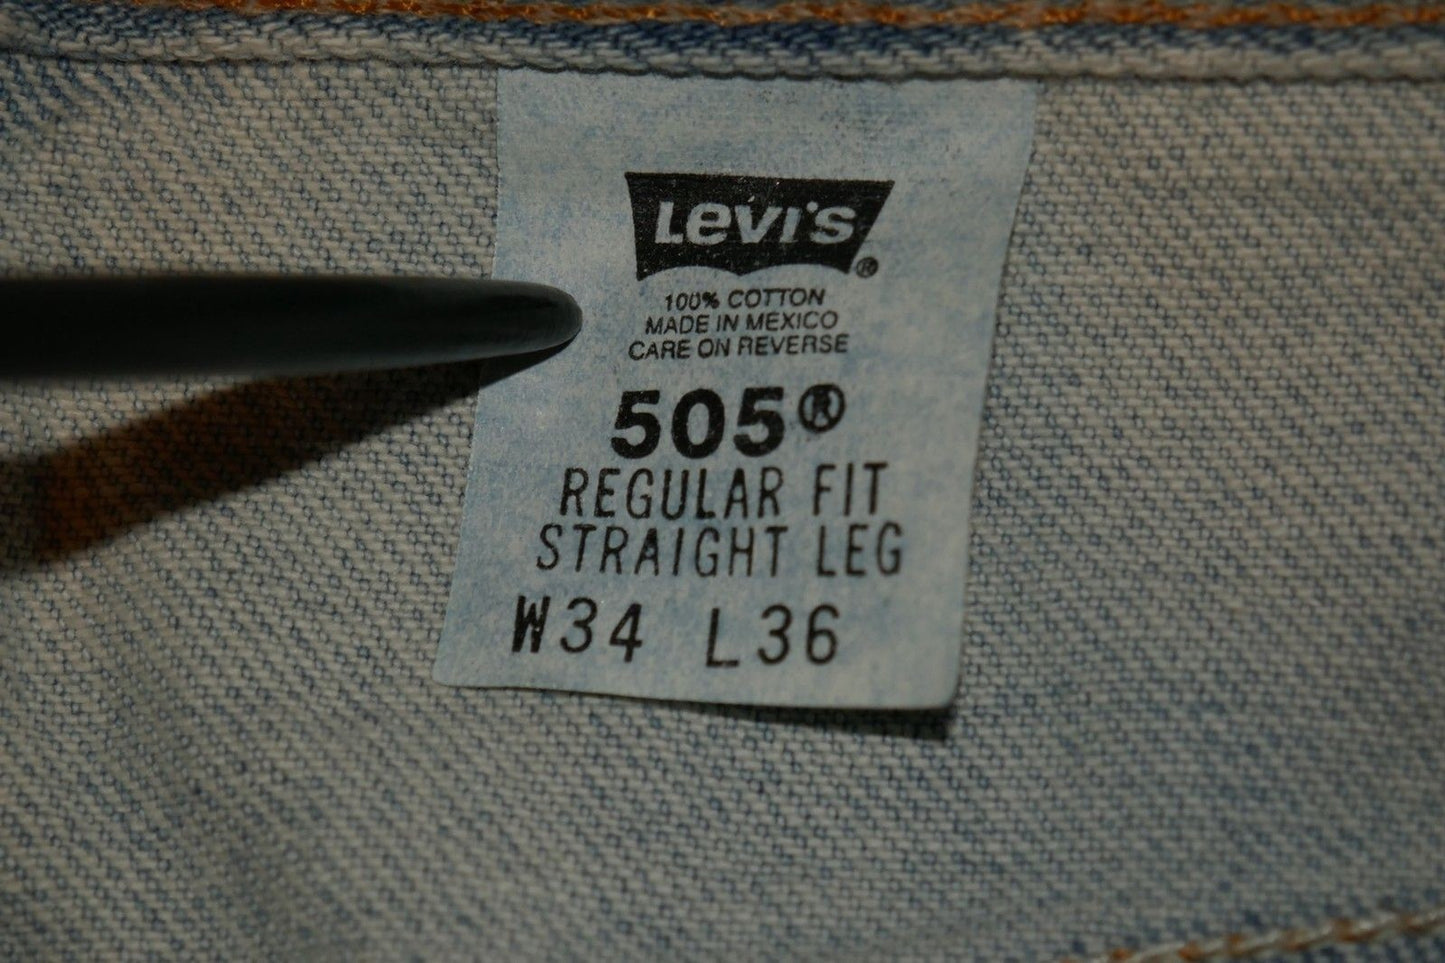 LEVI'S®
100% COTTON
MADE IN MEXICO
CARE ON REVERSE
505®
REGULAR FIT
STRAIGHT LEG
W34 L36